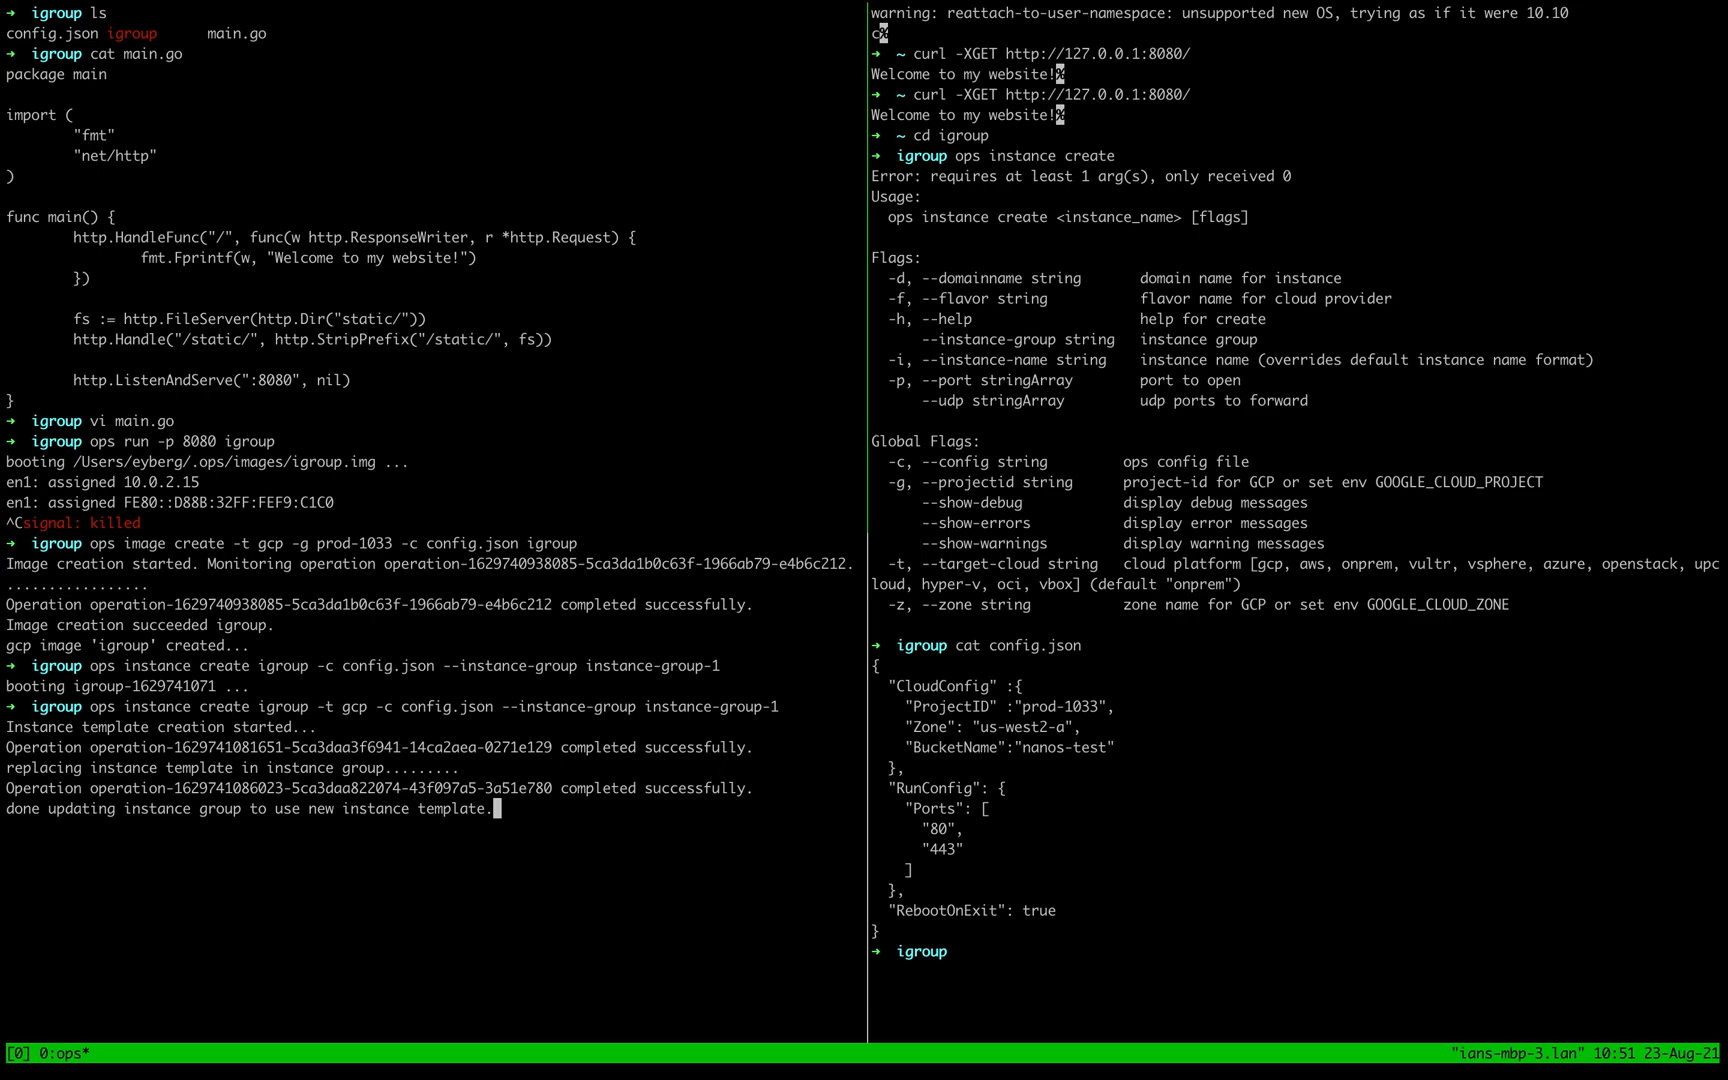 ➜  igroup ls
config.json igroup      main.go
➜  igroup cat main.go
package main

import (
        "fmt"
        "net/http"
)

func main() {
        http.HandleFunc("/", func(w http.ResponseWriter, r *http.Request) {
                fmt.Fprintf(w, "Welcome to my website!")
        })

        fs := http.FileServer(http.Dir("static/"))
        http.Handle("/static/", http.StripPrefix("/static/", fs))

        http.ListenAndServe(":8080", nil)
}
➜  igroup vi main.go
➜  igroup ops run -p 8080 igroup
booting /Users/eyberg/.ops/images/igroup.img ...
en1: assigned 10.0.2.15
en1: assigned FE80::D88B:32FF:FEF9:C1C0
^Csignal: killed
➜  igroup ops image create -t gcp -g prod-1033 -c config.json igroup
Image creation started. Monitoring operation operation-1629740938085-5ca3da1b0c63f-1966ab79-e4b6c212.
.................
Operation operation-1629740938085-5ca3da1b0c63f-1966ab79-e4b6c212 completed successfully.
Image creation succeeded igroup.
gcp image 'igroup' created...
➜  igroup ops instance create igroup -c config.json --instance-group instance-group-1
booting igroup-1629741071 ...
➜  igroup ops instance create igroup -t gcp -c config.json --instance-group instance-group-1
Instance template creation started...
Operation operation-1629741081651-5ca3daa3f6941-14ca2aea-0271e129 completed successfully.
replacing instance template in instance group.........
Operation operation-1629741086023-5ca3daa822074-43f097a5-3a51e780 completed successfully.
done updating instance group to use new instance template.
warning: reattach-to-user-namespace: unsupported new OS, trying as if it were 10.10
c%
➜  ~ curl -XGET http://127.0.0.1:8080/
Welcome to my website!%
➜  ~ curl -XGET http://127.0.0.1:8080/
Welcome to my website!%
➜  ~ cd igroup
➜  igroup ops instance create
Error: requires at least 1 arg(s), only received 0
Usage:
  ops instance create <instance_name> [flags]

Flags:
  -d, --domainname string       domain name for instance
  -f, --flavor string           flavor name for cloud provider
  -h, --help                    help for create
      --instance-group string   instance group
  -i, --instance-name string    instance name (overrides default instance name format)
  -p, --port stringArray        port to open
      --udp stringArray         udp ports to forward

Global Flags:
  -c, --config string         ops config file
  -g, --projectid string      project-id for GCP or set env GOOGLE_CLOUD_PROJECT
      --show-debug            display debug messages
      --show-errors           display error messages
      --show-warnings         display warning messages
  -t, --target-cloud string   cloud platform [gcp, aws, onprem, vultr, vsphere, azure, openstack, upc
loud, hyper-v, oci, vbox] (default "onprem")
  -z, --zone string           zone name for GCP or set env GOOGLE_CLOUD_ZONE

➜  igroup cat config.json
{
  "CloudConfig" :{
    "ProjectID" :"prod-1033",
    "Zone": "us-west2-a",
    "BucketName":"nanos-test"
  },
  "RunConfig": {
    "Ports": [
      "80",
      "443"
    ]
  },
  "RebootOnExit": true
}
➜  igroup
[0] 0:ops*
"ians-mbp-3.lan" 10:51 23-Aug-21